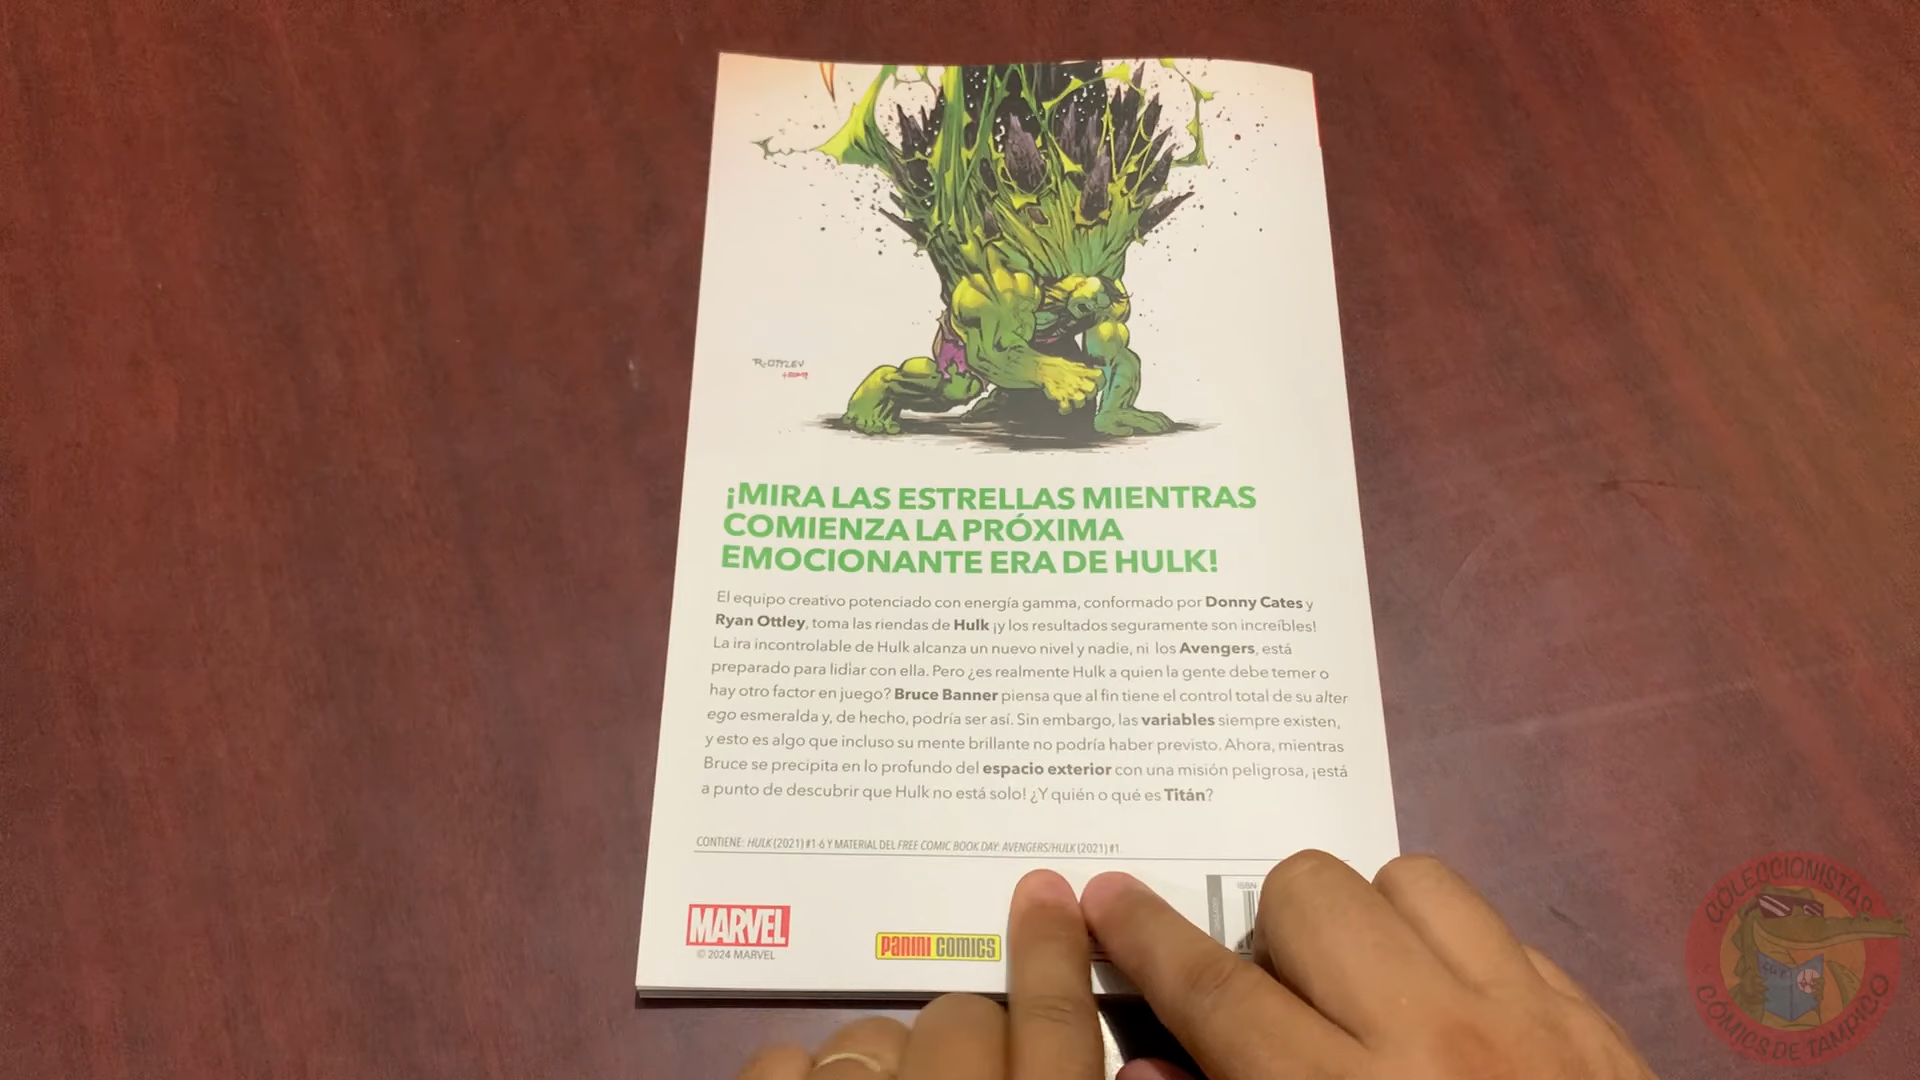 R. OTTLEY
¡MIRA LAS ESTRELLAS MIENTRAS
COMIENZA LA PRÓXIMA
EMOCIONANTE ERA DE HULK!
El equipo creativo potenciado con energía gamma, conformado por Donny Cates y
Ryan Ottley, toma las riendas de Hulk ¡y los resultados seguramente son increíbles!
La ira incontrolable de Hulk alcanza un nuevo nivel y nadie, ni los Avengers, está
preparado para lidiar con ella. Pero ¿es realmente Hulk a quien la gente debe temer o
hay otro factor en juego? Bruce Banner piensa que al fin tiene el control total de su alter
ego esmeralda y, de hecho, podría ser así. Sin embargo, las variables siempre existen,
y esto es algo que incluso su mente brillante no podría haber previsto. Ahora, mientras
Bruce se precipita en lo profundo del espacio exterior con una misión peligrosa, ¡está
a punto de descubrir que Hulk no está solo! ¿Y quién o qué es Titán?
CONTIENE: HULK (2021) #1-6 Y MATERIAL DEL FREE COMIC BOOK DAY: AVENGERS/HULK (2021) #1.
ISBN
MARVEL
© 2024 MARVEL
PANINI COMICS
COLECCIONISTAS
CÓMICS DE TAMPICO